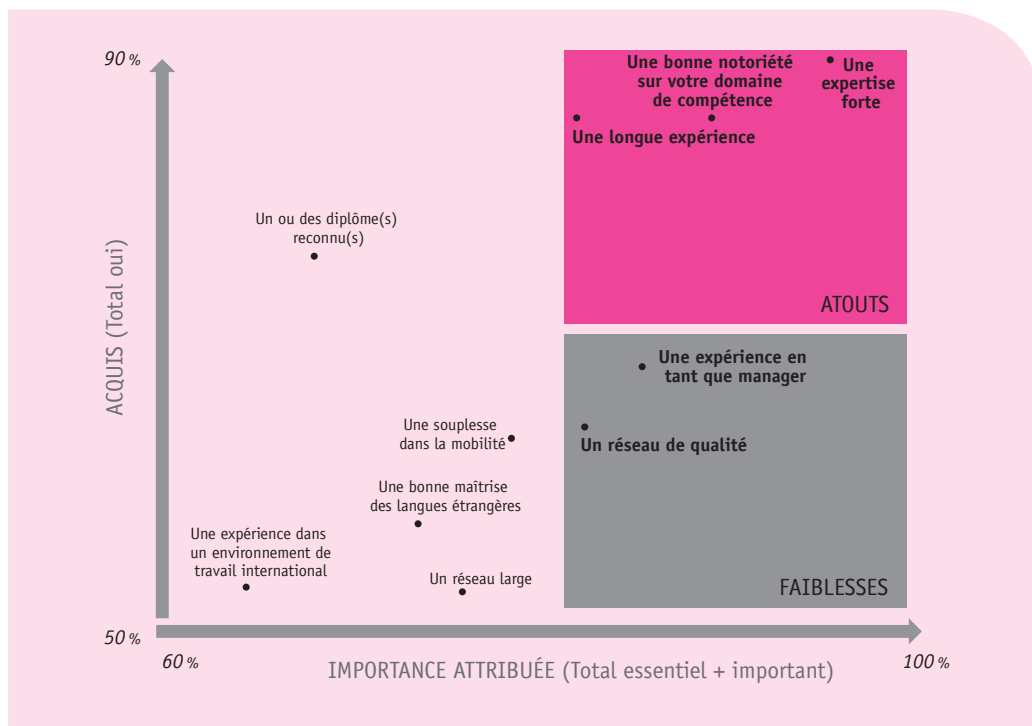 90 %
Une bonne notoriété
sur votre domaine
de compétence
Une
expertise
forte
Une longue expérience
Un ou des diplôme(s)
reconnu(s)
ATOUTS
ACQUIS (Total oui)
Une expérience en
tant que manager
Une souplesse
dans la mobilité
Un réseau de qualité
Une bonne maîtrise
des langues étrangères
Une expérience dans
un environnement de
travail international
Un réseau large
FAIBLESSES
50 %
60 %
IMPORTANCE ATTRIBUÉE (Total essentiel + important)
100 %